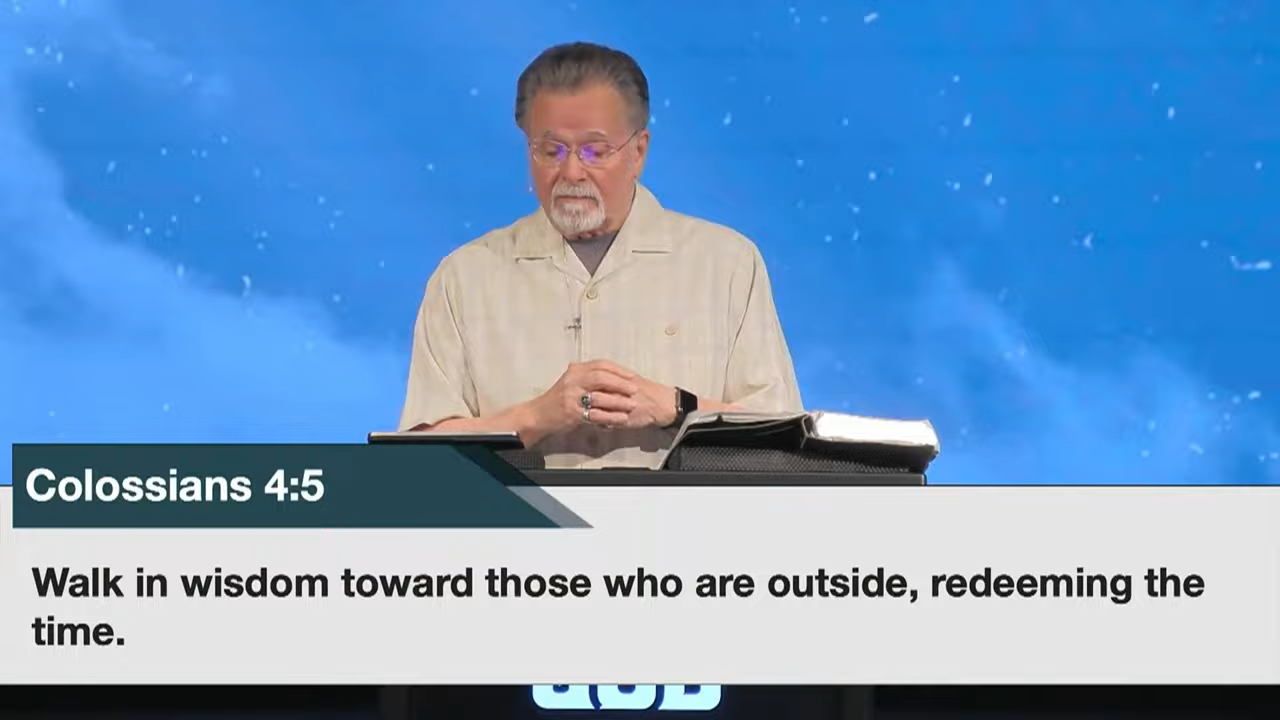 Colossians 4:5
Walk in wisdom toward those who are outside, redeeming the
time.